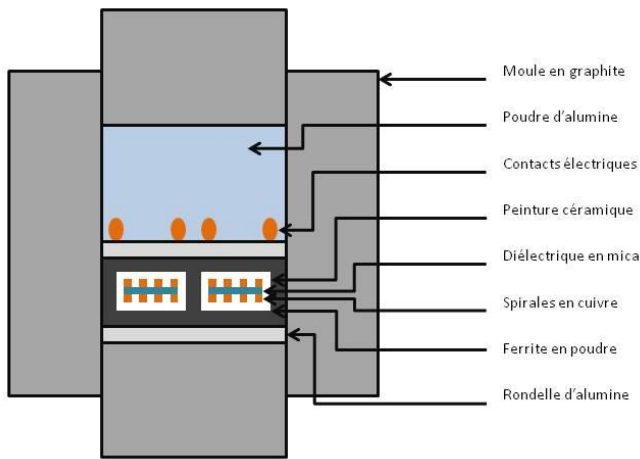 Moule en graphite
Poudre d'alumine
Contacts électriques
Peinture céramique
Diélectrique en mica
Spirales en cuivre
Ferrite en poudre
Rondelle d'alumine